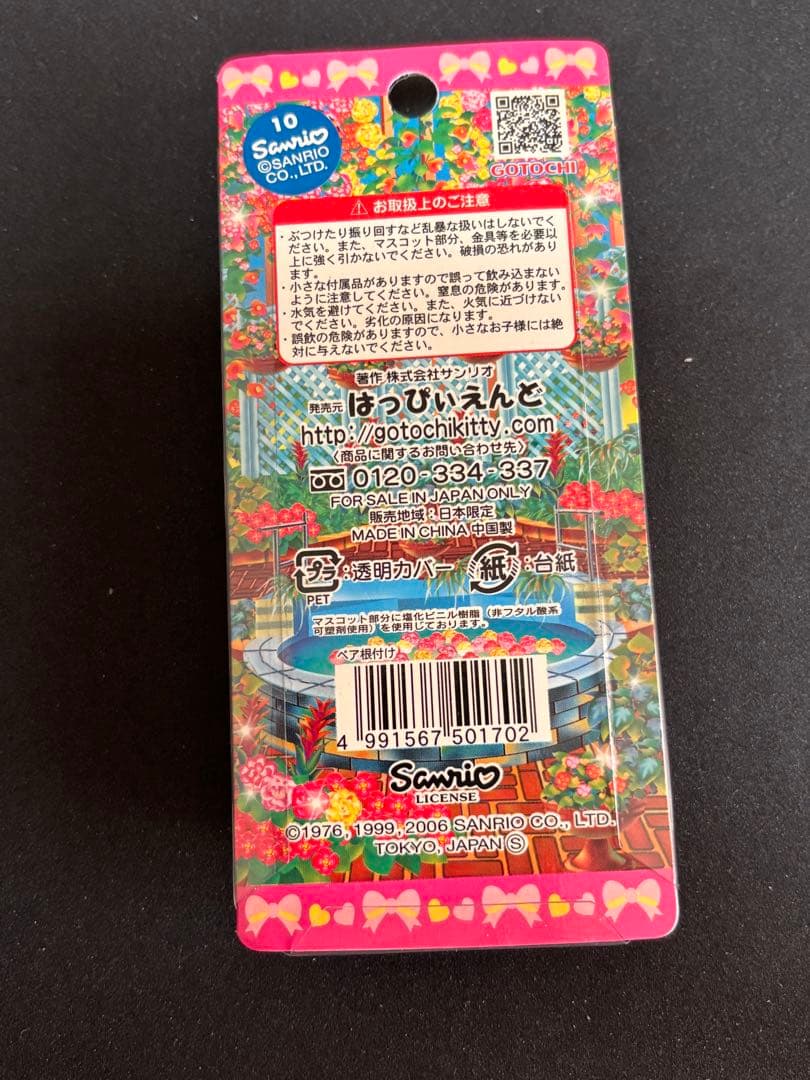 10
Sanrio
©SANRIO
CO., LTD.
GOTOCHI
⚠ お取扱上のご注意
・ぶつけたり振り回すなど乱暴な扱いはしないでく
ださい。また、マスコット部分、金具等を必要以
上に強く引かないでください。破損の恐れがあり
ます。
・小さな付属品がありますので誤って飲み込まない
ように注意してください。窒息の危険があります。
・水気を避けてください。また、火気に近づけない
でください。劣化の原因になります。
・誤飲の危険がありますので、小さなお子様には絶
対に与えないでください。
著作 株式会社サンリオ
発売元 はっぴぃえんど
http://gotochikitty.com
〈商品に関するお問い合わせ先〉
0120-334-337
FOR SALE IN JAPAN ONLY
販売地域：日本限定
MADE IN CHINA 中国製
プラ：透明カバー 紙：台紙
PET
マスコット部分に塩化ビニル樹脂（非フタル酸系
可塑剤使用）を使用しております。
ペア根付け
4 991567 501702
Sanrio
LICENSE
©1976, 1999, 2006 SANRIO CO., LTD.
TOKYO, JAPAN Ⓢ